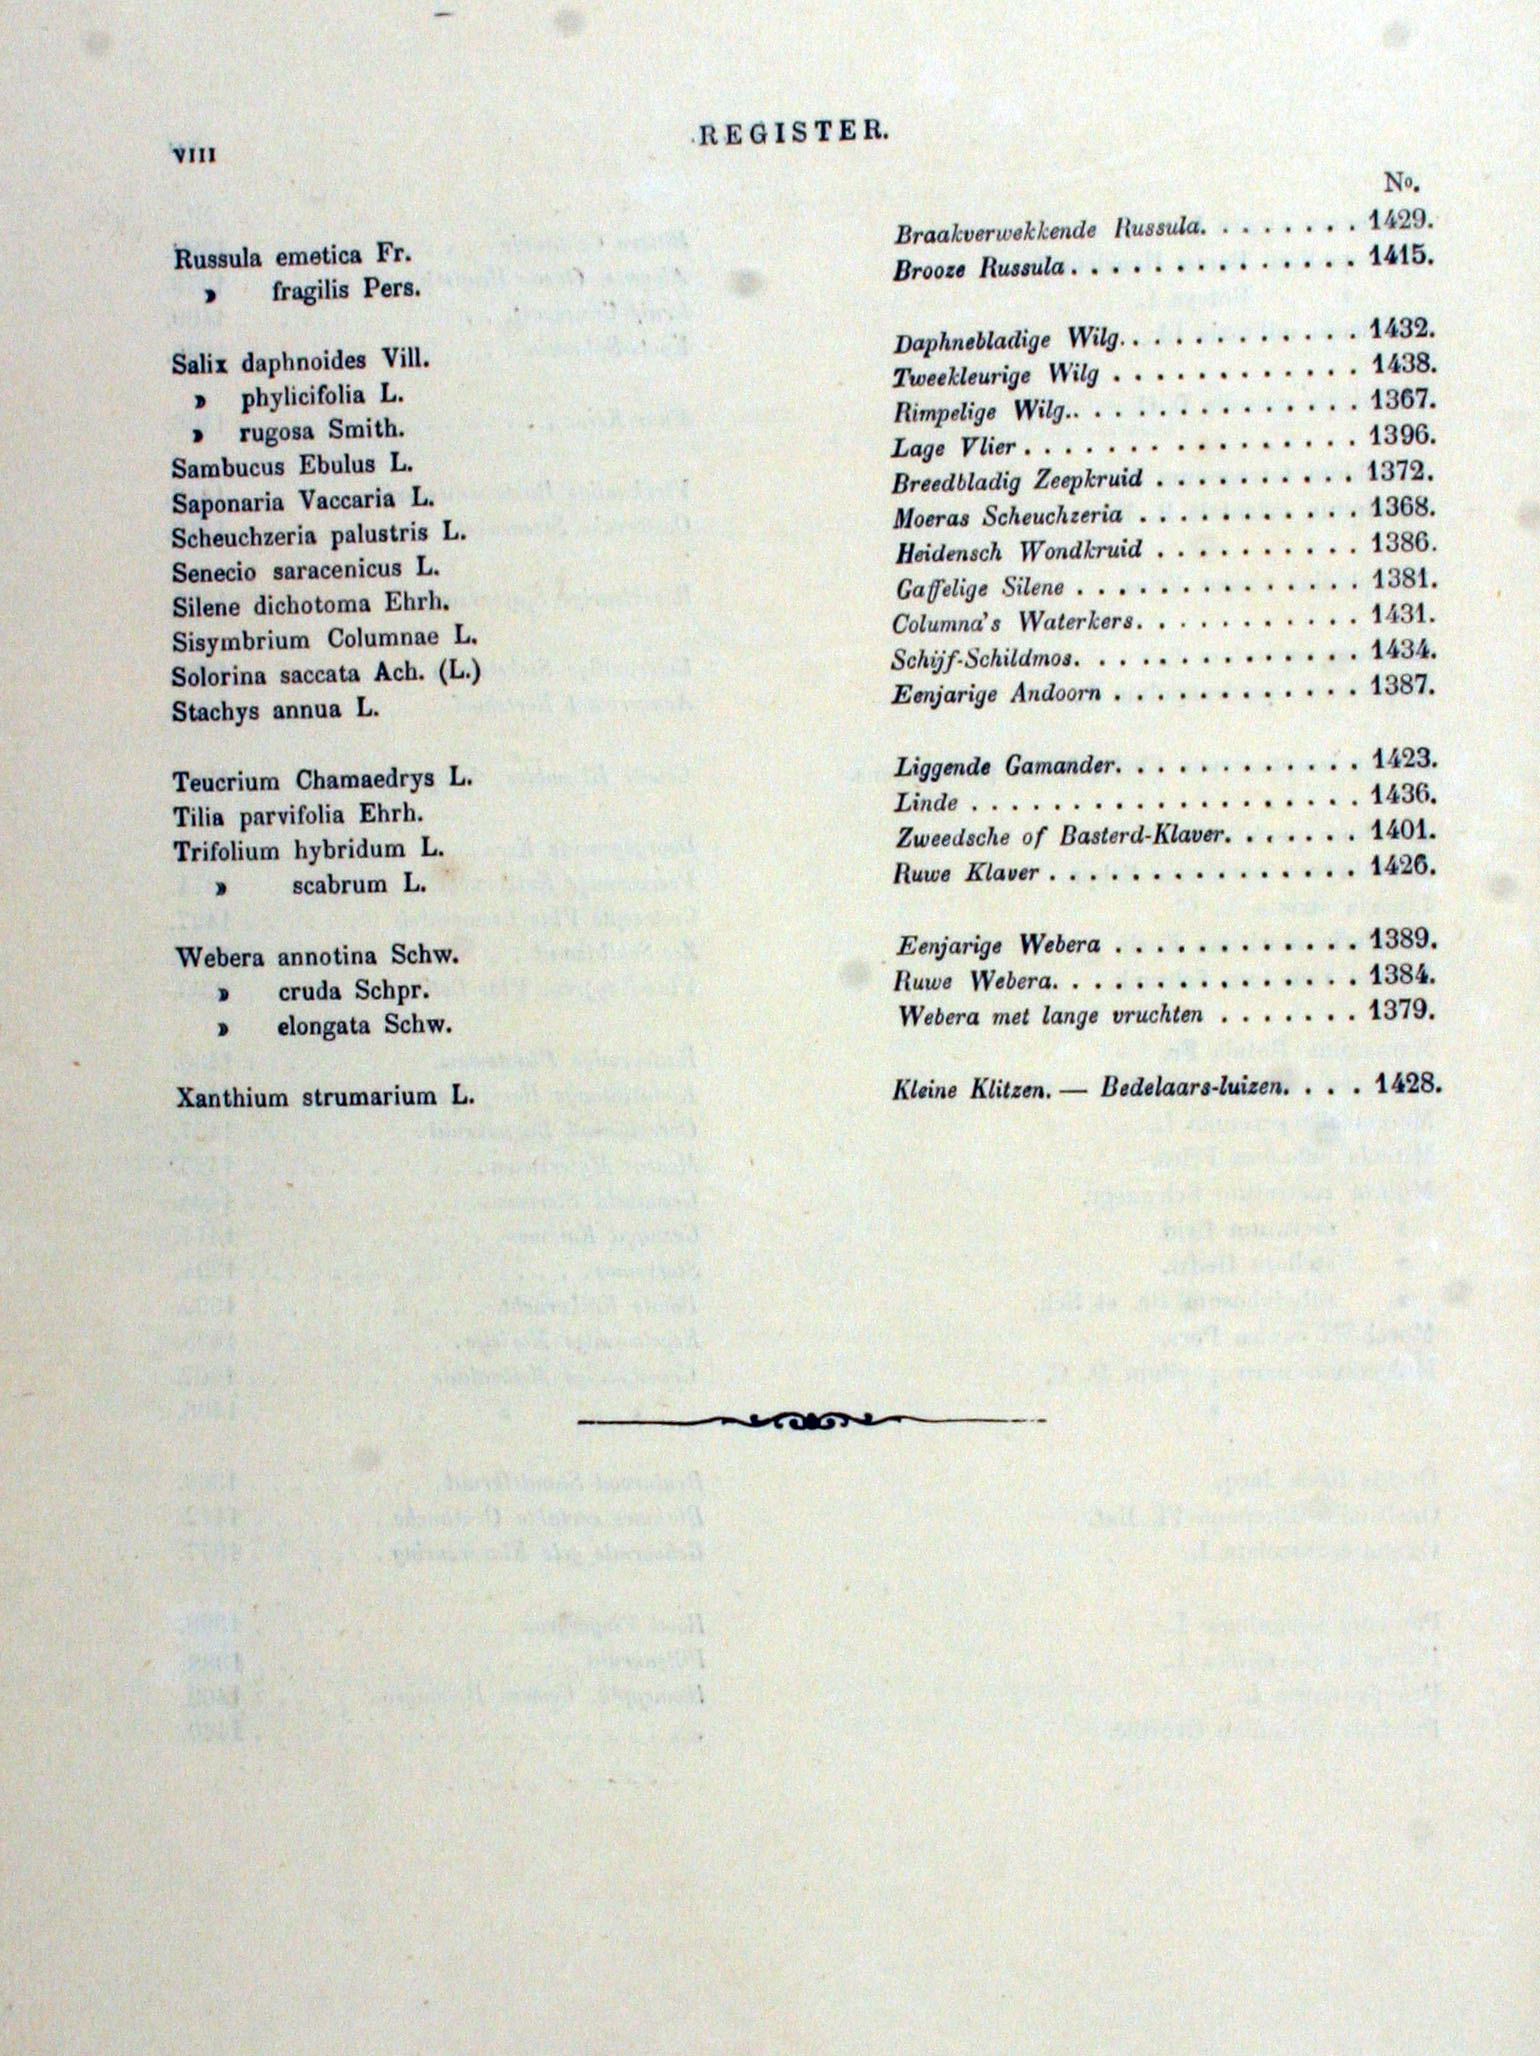 VIII
REGISTER.
No.
Russula emetica Fr. Braakverwekkende Russula. . . . . . . . 1429.
» fragilis Pers. Brooze Russula. . . . . . . . . . . . . . 1415.
Salix daphnoides Vill. Daphnebladige Wilg. . . . . . . . . . . . 1432.
» phylicifolia L. Tweekleurige Wilg . . . . . . . . . . . . 1438.
» rugosa Smith. Rimpelige Wilg.. . . . . . . . . . . . . . 1367.
Sambucus Ebulus L. Lage Vlier . . . . . . . . . . . . . . . . 1396.
Saponaria Vaccaria L. Breedbladig Zeepkruid . . . . . . . . . . 1372.
Scheuchzeria palustris L. Moeras Scheuchzeria . . . . . . . . . . . 1368.
Senecio saracenicus L. Heidensch Wondkruid . . . . . . . . . . 1386.
Silene dichotoma Ehrh. Gaffelige Silene . . . . . . . . . . . . . . 1381.
Sisymbrium Columnae L. Columna's Waterkers. . . . . . . . . . . 1431.
Solorina saccata Ach. (L.) Schijf-Schildmos. . . . . . . . . . . . . . 1434.
Stachys annua L. Eenjarige Andoorn . . . . . . . . . . . . 1387.
Teucrium Chamaedrys L. Liggende Gamander. . . . . . . . . . . . 1423.
Tilia parvifolia Ehrh. Linde . . . . . . . . . . . . . . . . . . . 1436.
Trifolium hybridum L. Zweedsche of Basterd-Klaver. . . . . . . 1401.
» scabrum L. Ruwe Klaver . . . . . . . . . . . . . . . 1426.
Webera annotina Schw. Eenjarige Webera . . . . . . . . . . . . 1389.
» cruda Schpr. Ruwe Webera. . . . . . . . . . . . . . . 1384.
» elongata Schw. Webera met lange vruchten . . . . . . . 1379.
Xanthium strumarium L. Kleine Klitzen. — Bedelaars-luizen. . . . 1428.